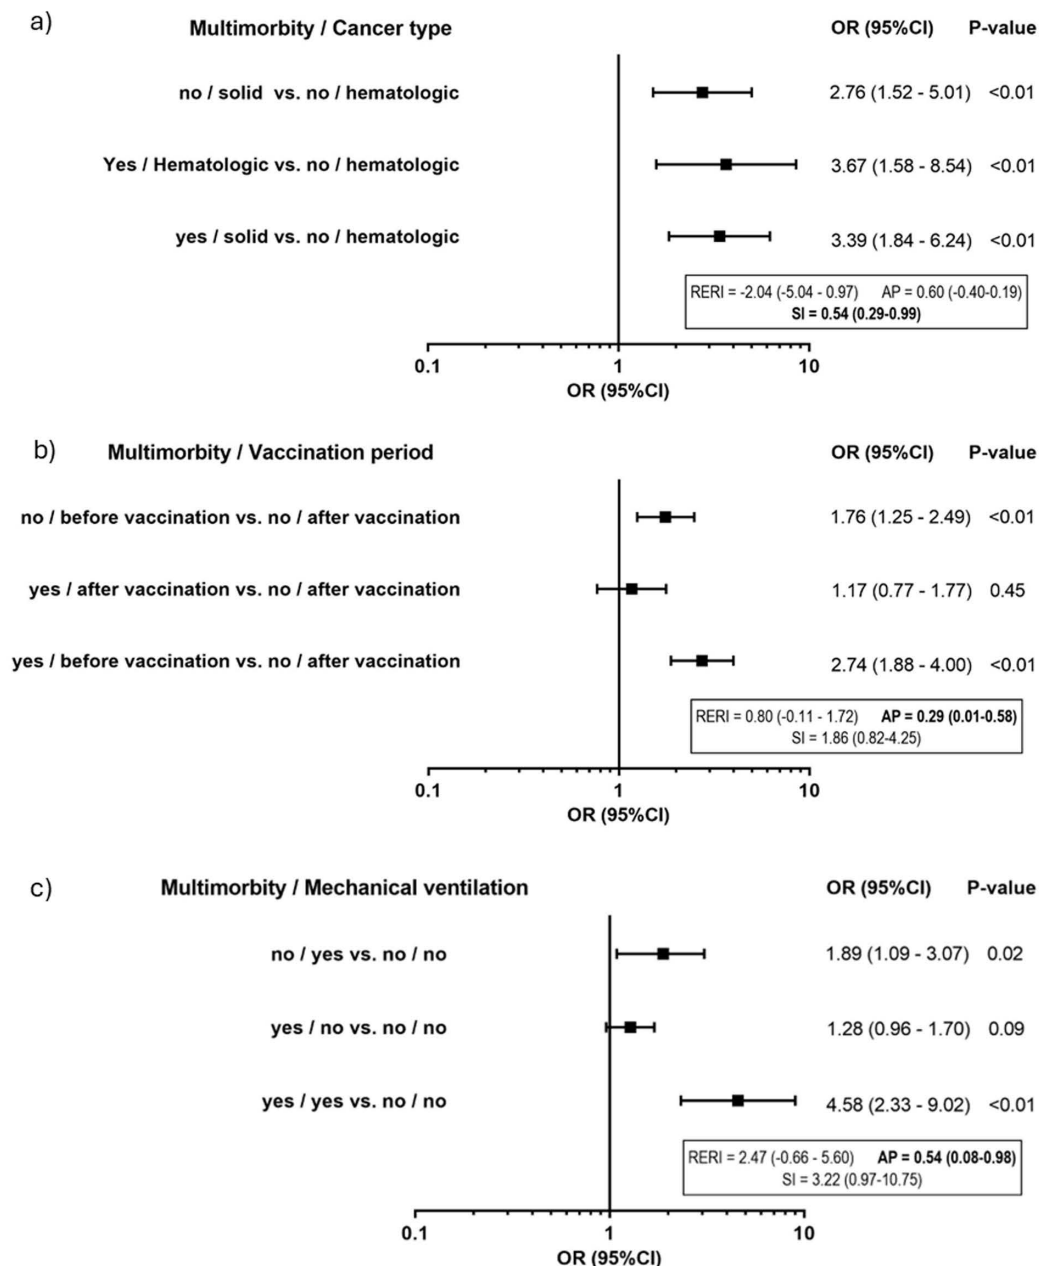 a)
Multimorbity / Cancer type OR (95%CI) P-value
no / solid vs. no / hematologic 2.76 (1.52 - 5.01) <0.01
Yes / Hematologic vs. no / hematologic 3.67 (1.58 - 8.54) <0.01
yes / solid vs. no / hematologic 3.39 (1.84 - 6.24) <0.01
RERI = -2.04 (-5.04 - 0.97) AP = 0.60 (-0.40-0.19)
SI = 0.54 (0.29-0.99)
0.1 1 10
OR (95%CI)
b)
Multimorbity / Vaccination period OR (95%CI) P-value
no / before vaccination vs. no / after vaccination 1.76 (1.25 - 2.49) <0.01
yes / after vaccination vs. no / after vaccination 1.17 (0.77 - 1.77) 0.45
yes / before vaccination vs. no / after vaccination 2.74 (1.88 - 4.00) <0.01
RERI = 0.80 (-0.11 - 1.72) AP = 0.29 (0.01-0.58)
SI = 1.86 (0.82-4.25)
0.1 1 10
OR (95%CI)
c)
Multimorbity / Mechanical ventilation OR (95%CI) P-value
no / yes vs. no / no 1.89 (1.09 - 3.07) 0.02
yes / no vs. no / no 1.28 (0.96 - 1.70) 0.09
yes / yes vs. no / no 4.58 (2.33 - 9.02) <0.01
RERI = 2.47 (-0.66 - 5.60) AP = 0.54 (0.08-0.98)
SI = 3.22 (0.97-10.75)
0.1 1 10
OR (95%CI)